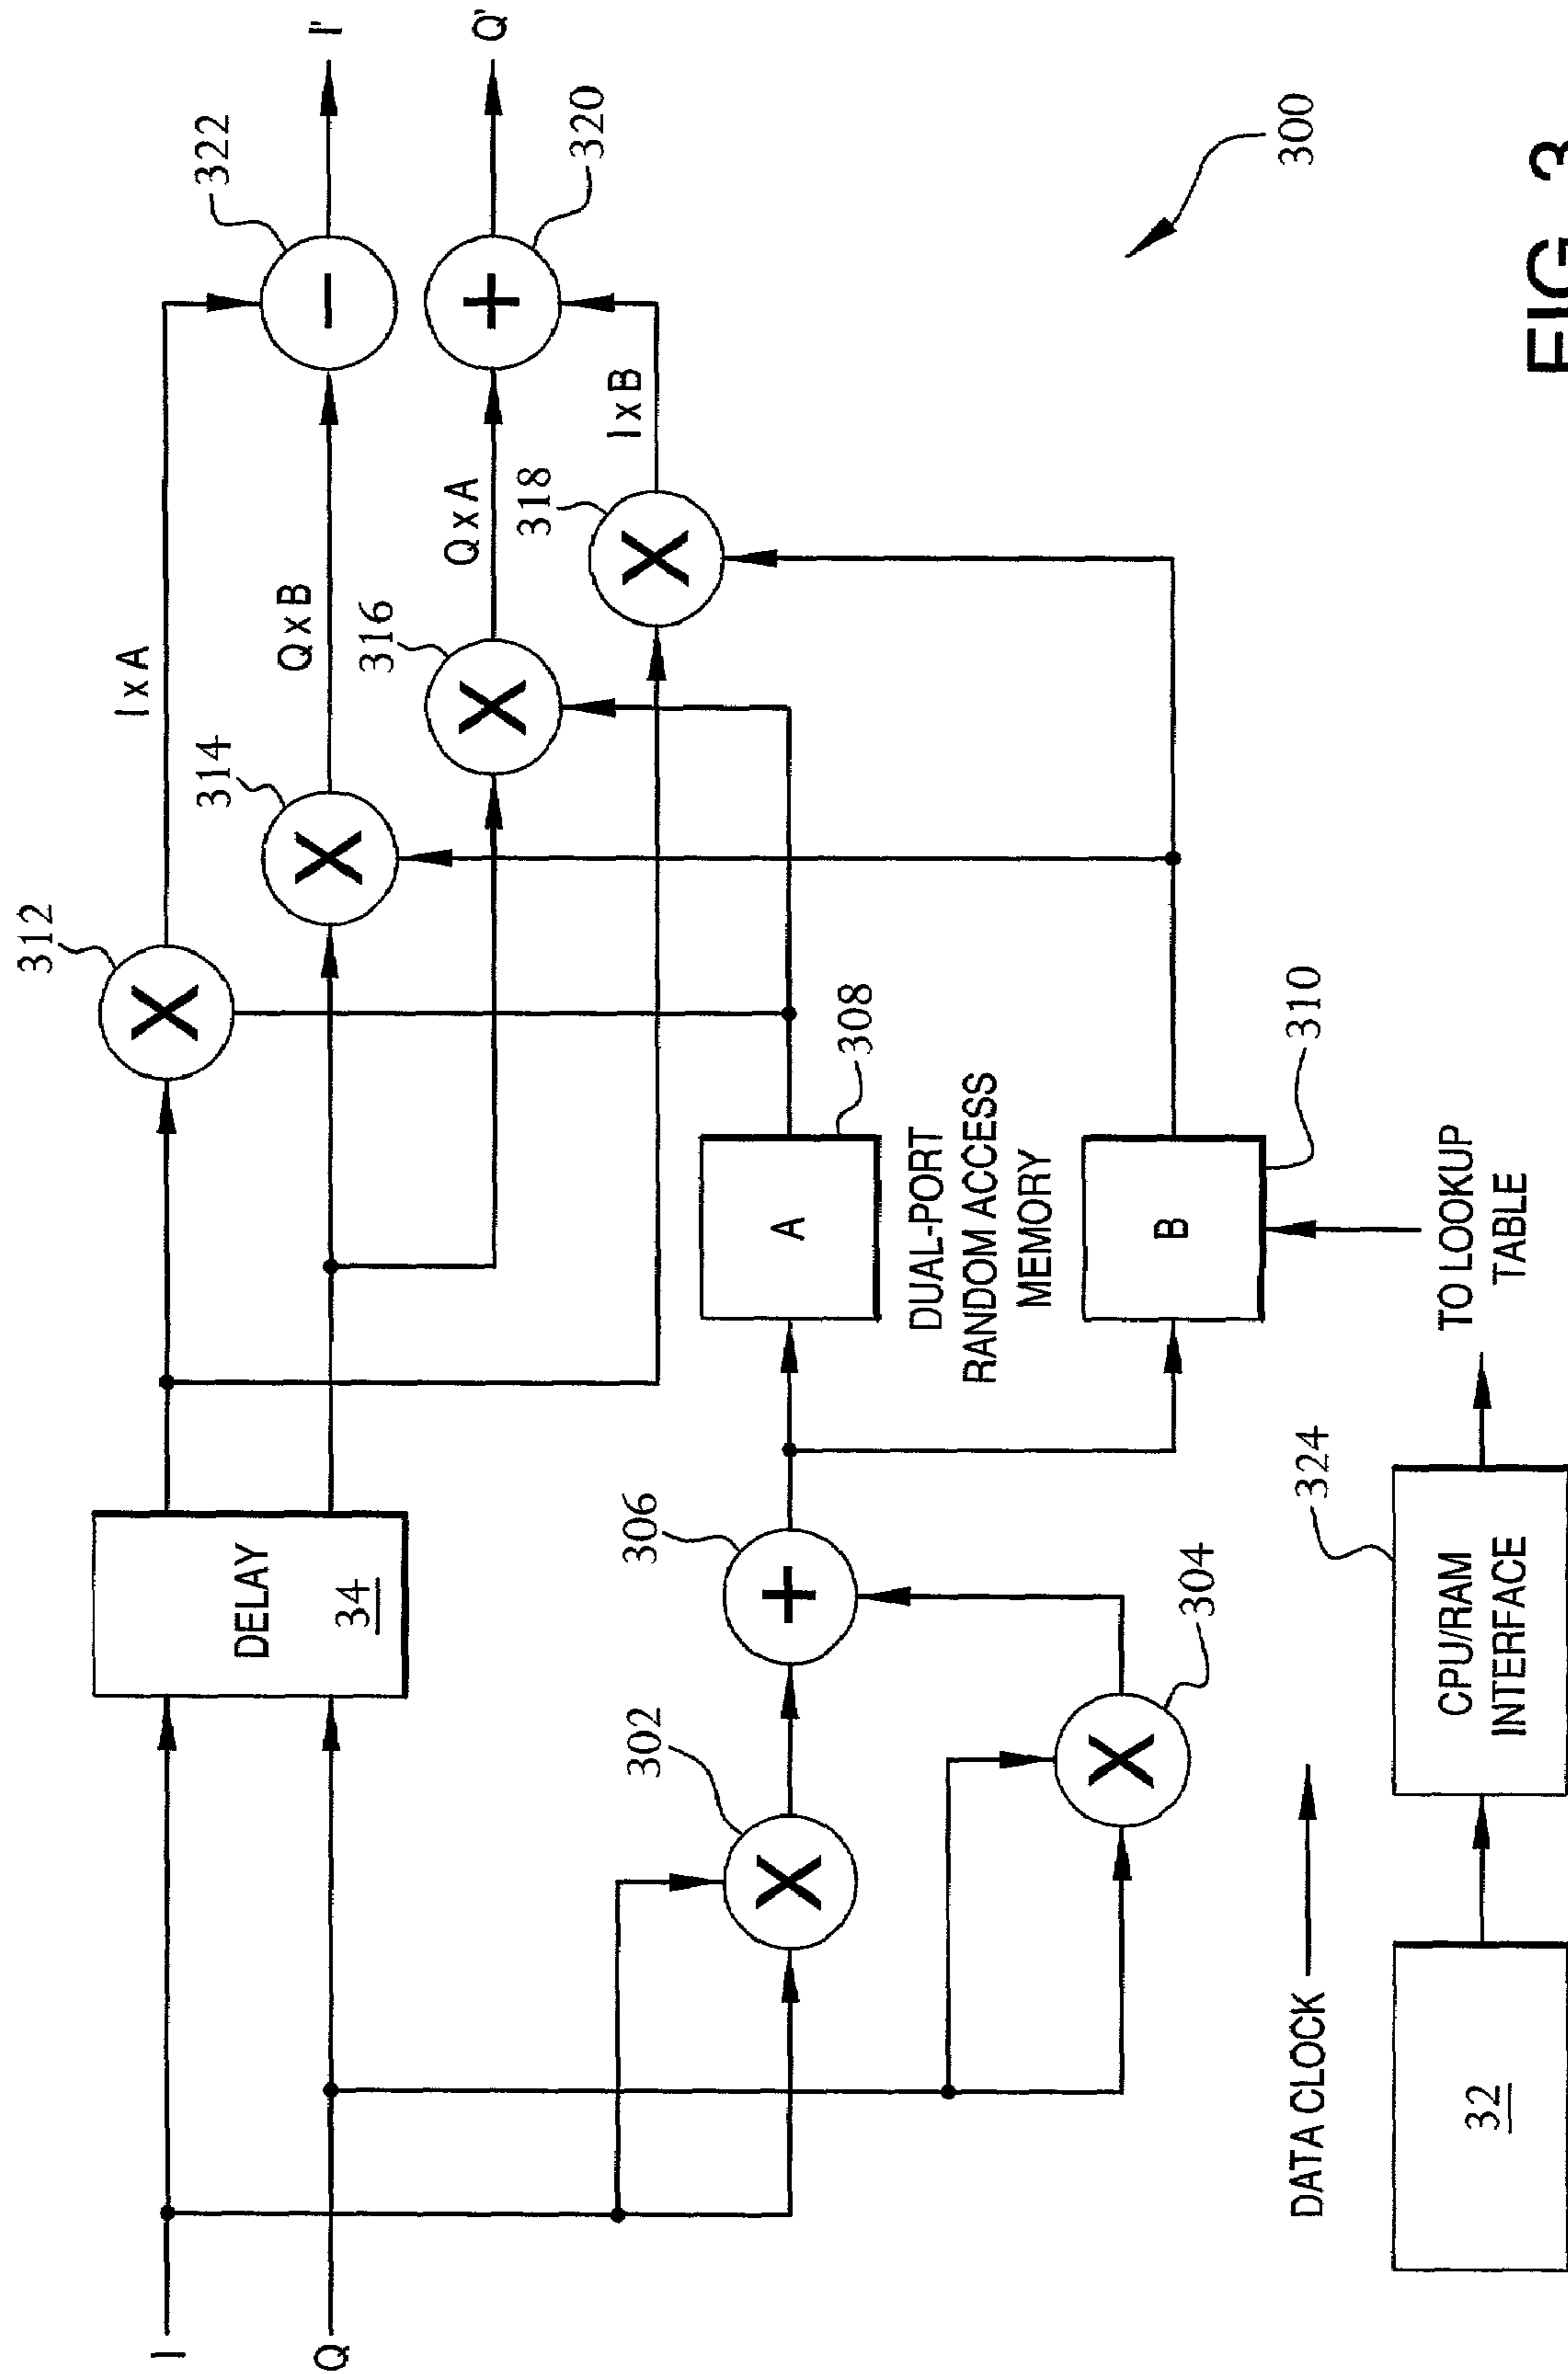 I
Q
DELAY
34
312
I x A
314
Q x B
316
Q x A
318
I x B
322
320
I'
Q'
X
X
X
X
−
+
302
X
304
X
306
+
A
308
DUAL-PORT
RANDOM ACCESS
MEMORY
B
310
TO LOOKUP
TABLE
DATA CLOCK
32
324
CPU/RAM
INTERFACE
300
FIG. 3